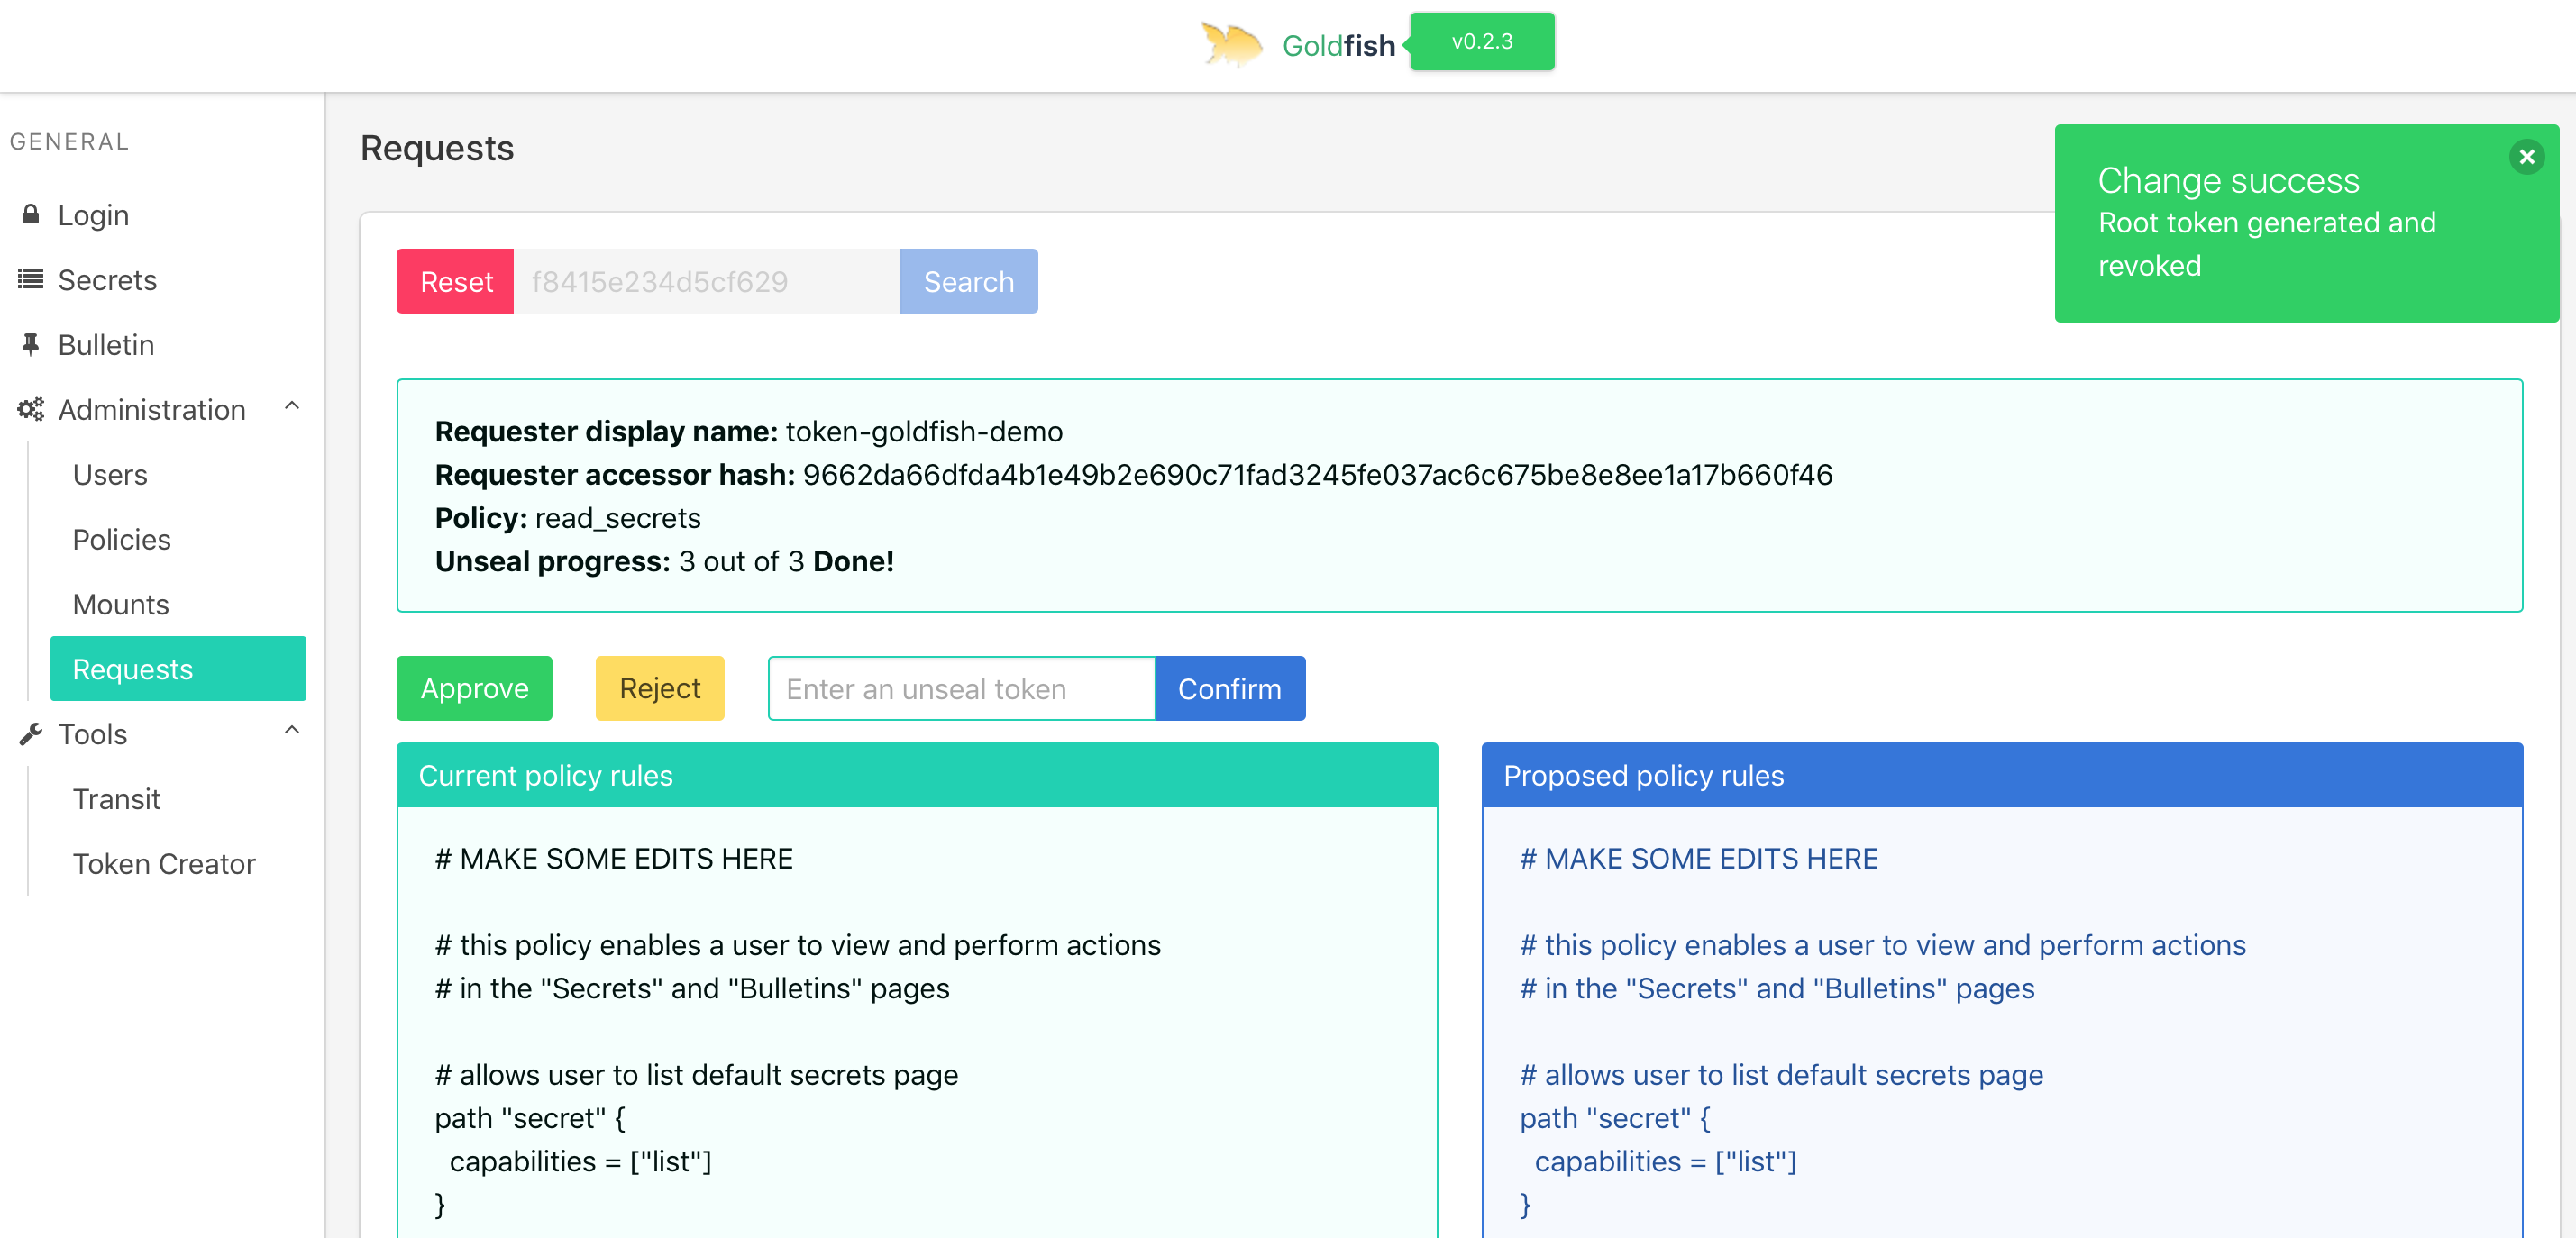 Goldfish
v0.2.3
GENERAL
Login
Secrets
Bulletin
Administration
Users
Policies
Mounts
Requests
Tools
Transit
Token Creator
Requests
Change success
Root token generated and
revoked
Reset
f8415e234d5cf629
Search
Requester display name: token-goldfish-demo
Requester accessor hash: 9662da66dfda4b1e49b2e690c71fad3245fe037ac6c675be8e8ee1a17b660f46
Policy: read_secrets
Unseal progress: 3 out of 3 Done!
Approve
Reject
Enter an unseal token
Confirm
Current policy rules
# MAKE SOME EDITS HERE
# this policy enables a user to view and perform actions
# in the "Secrets" and "Bulletins" pages
# allows user to list default secrets page
path "secret" {
  capabilities = ["list"]
}
Proposed policy rules
# MAKE SOME EDITS HERE
# this policy enables a user to view and perform actions
# in the "Secrets" and "Bulletins" pages
# allows user to list default secrets page
path "secret" {
  capabilities = ["list"]
}